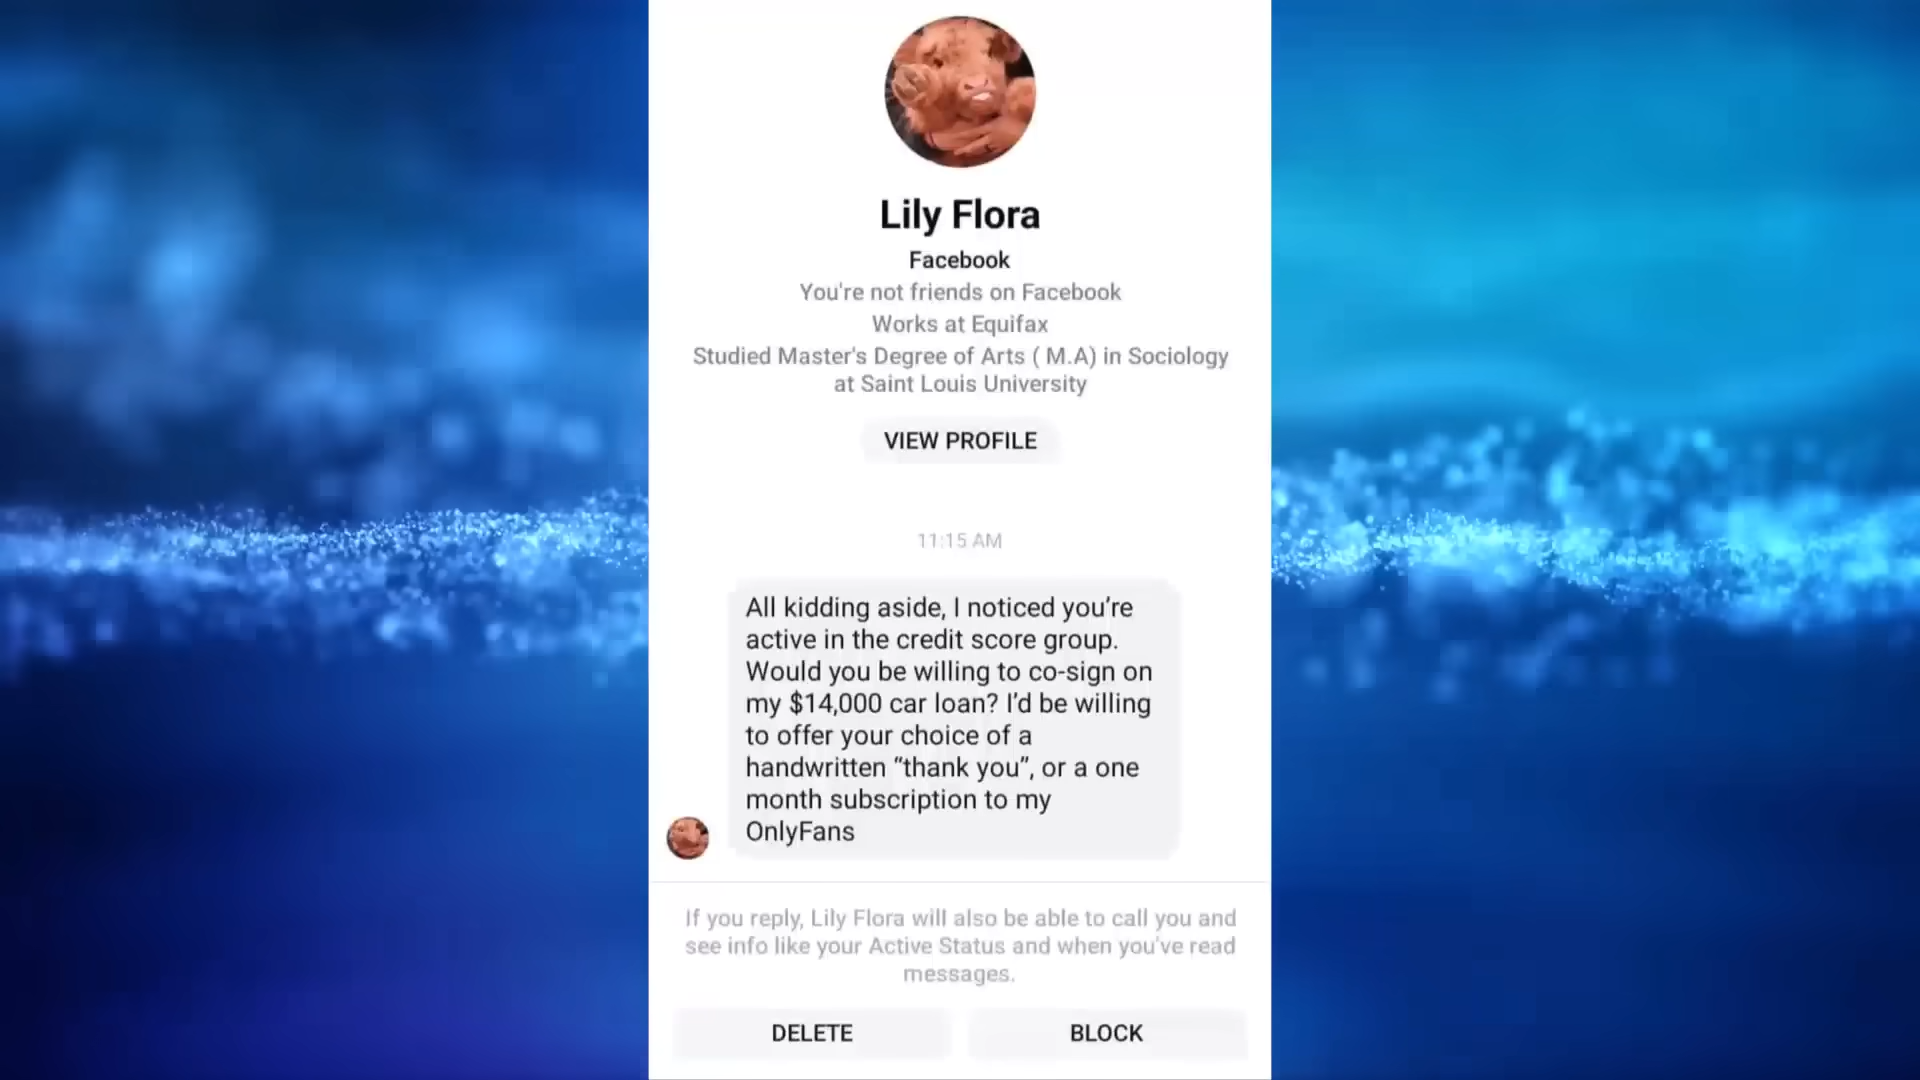 Lily Flora
Facebook
You're not friends on Facebook
Works at Equifax
Studied Master's Degree of Arts ( M.A) in Sociology
at Saint Louis University
VIEW PROFILE
11:15 AM
All kidding aside, I noticed you’re
active in the credit score group.
Would you be willing to co-sign on
my $14,000 car loan? I’d be willing
to offer your choice of a
handwritten “thank you”, or a one
month subscription to my
OnlyFans
If you reply, Lily Flora will also be able to call you and
see info like your Active Status and when you've read
messages.
DELETE
BLOCK